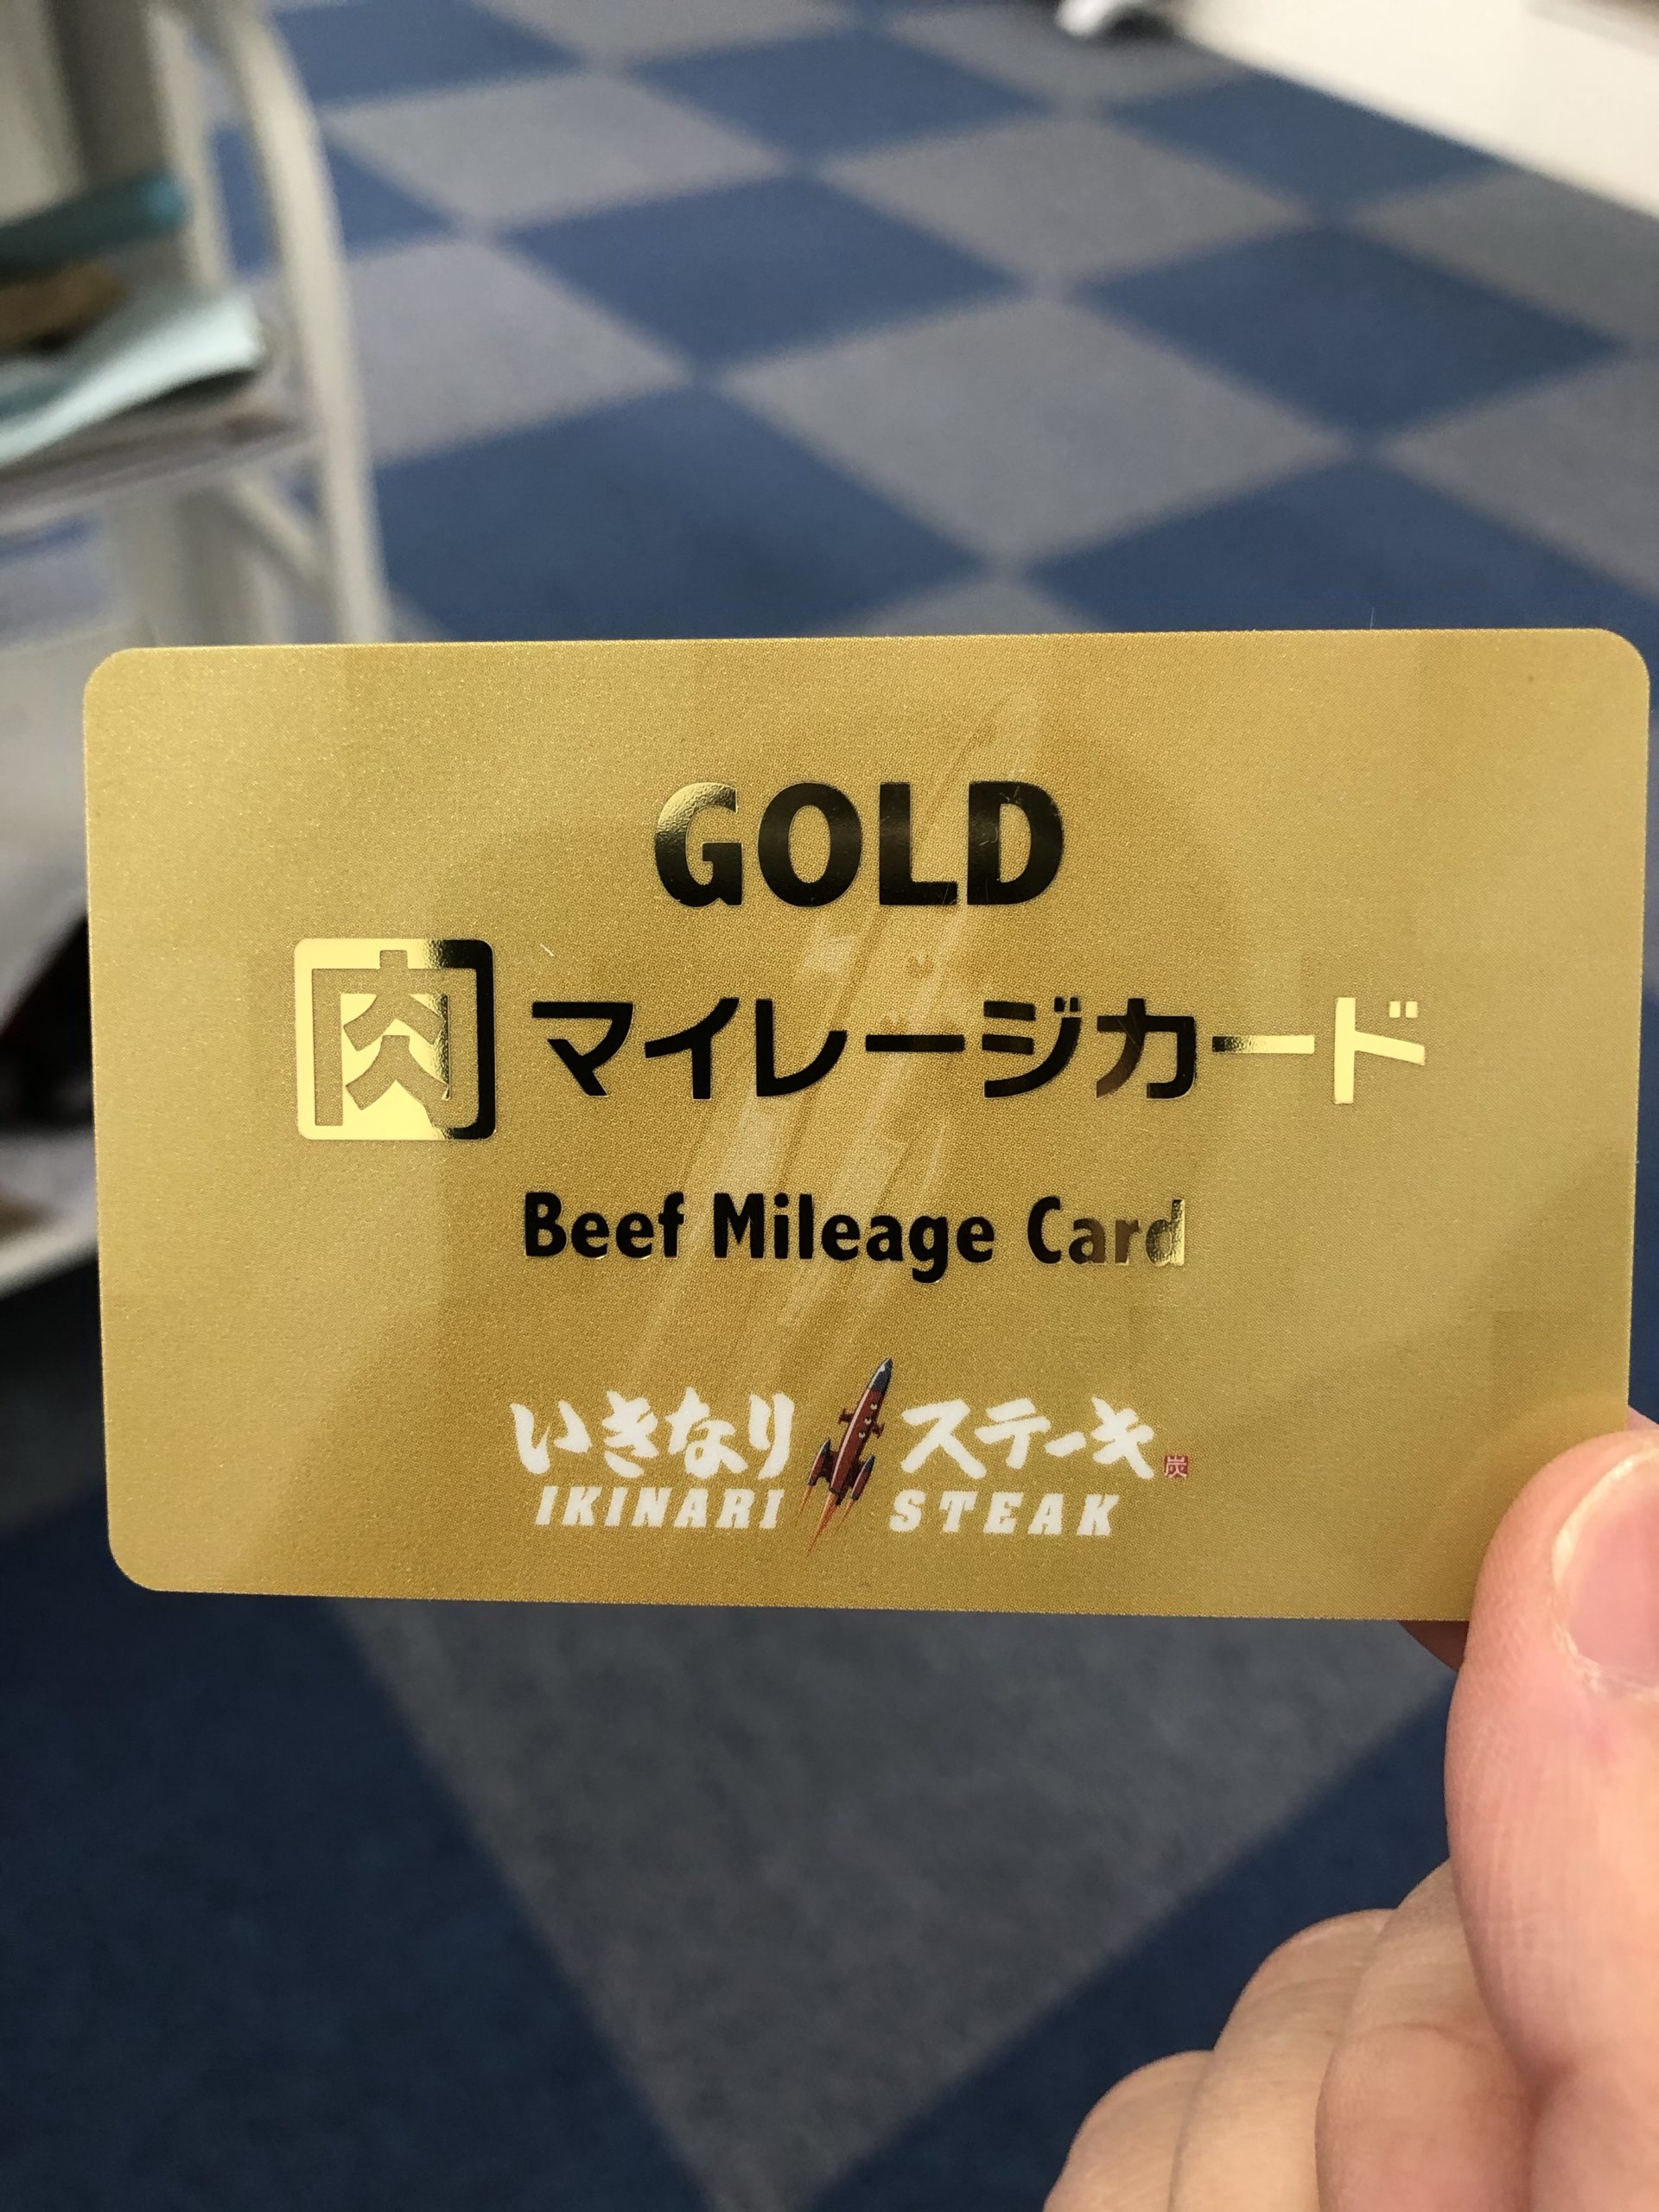 GOLD
肉 マイレージカード
Beef Mileage Card
いきなり ステーキ 炭
IKINARI STEAK